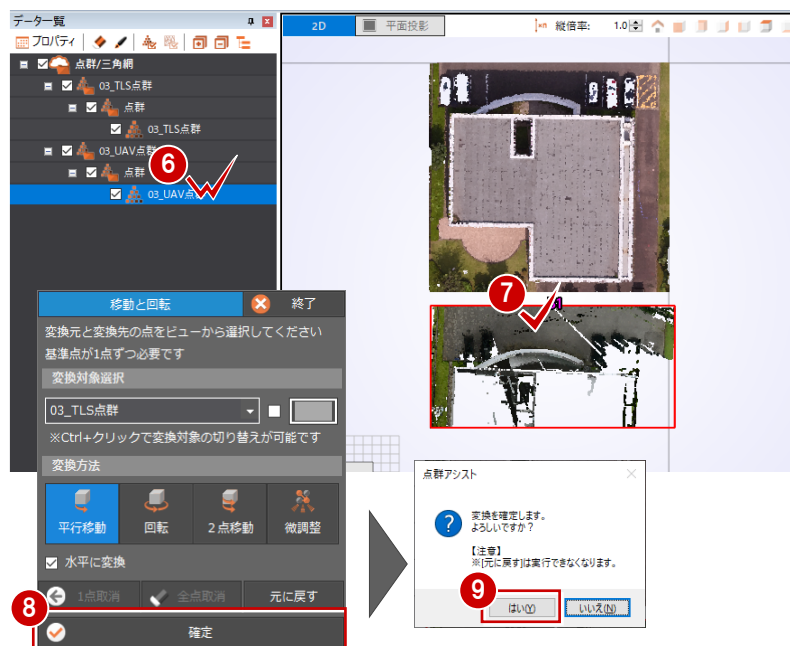 データ一覧
プロパティ
点群/三角網
03_TLS点群
点群
03_TLS点群
03_UAV点群
点群
03_UAV点群
6
2D
平面投影
縦倍率:
1.0
7
移動と回転
終了
変換元と変換先の点をビューから選択してください
基準点が1点ずつ必要です
変換対象選択
03_TLS点群
※Ctrl+クリックで変換対象の切り替えが可能です
変換方法
平行移動
回転
2点移動
微調整
水平に変換
1点取消
全点取消
元に戻す
8
確定
点群アシスト
変換を確定します。
よろしいですか?
【注意】
※[元に戻す]は実行できなくなります。
9
はい(Y)
いいえ(N)